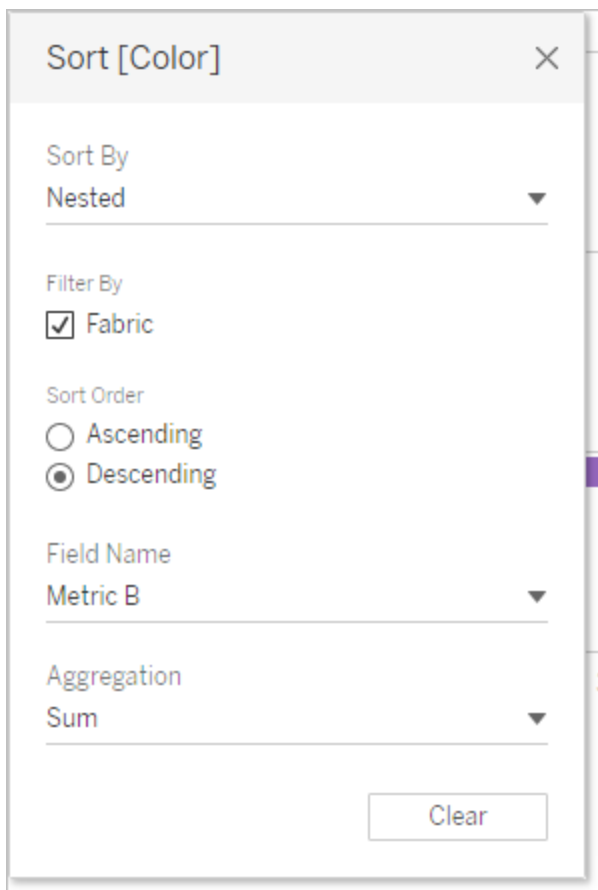 Sort [Color]
Sort By
Nested
Filter By
Fabric
Sort Order
Ascending
Descending
Field Name
Metric B
Aggregation
Sum
Clear